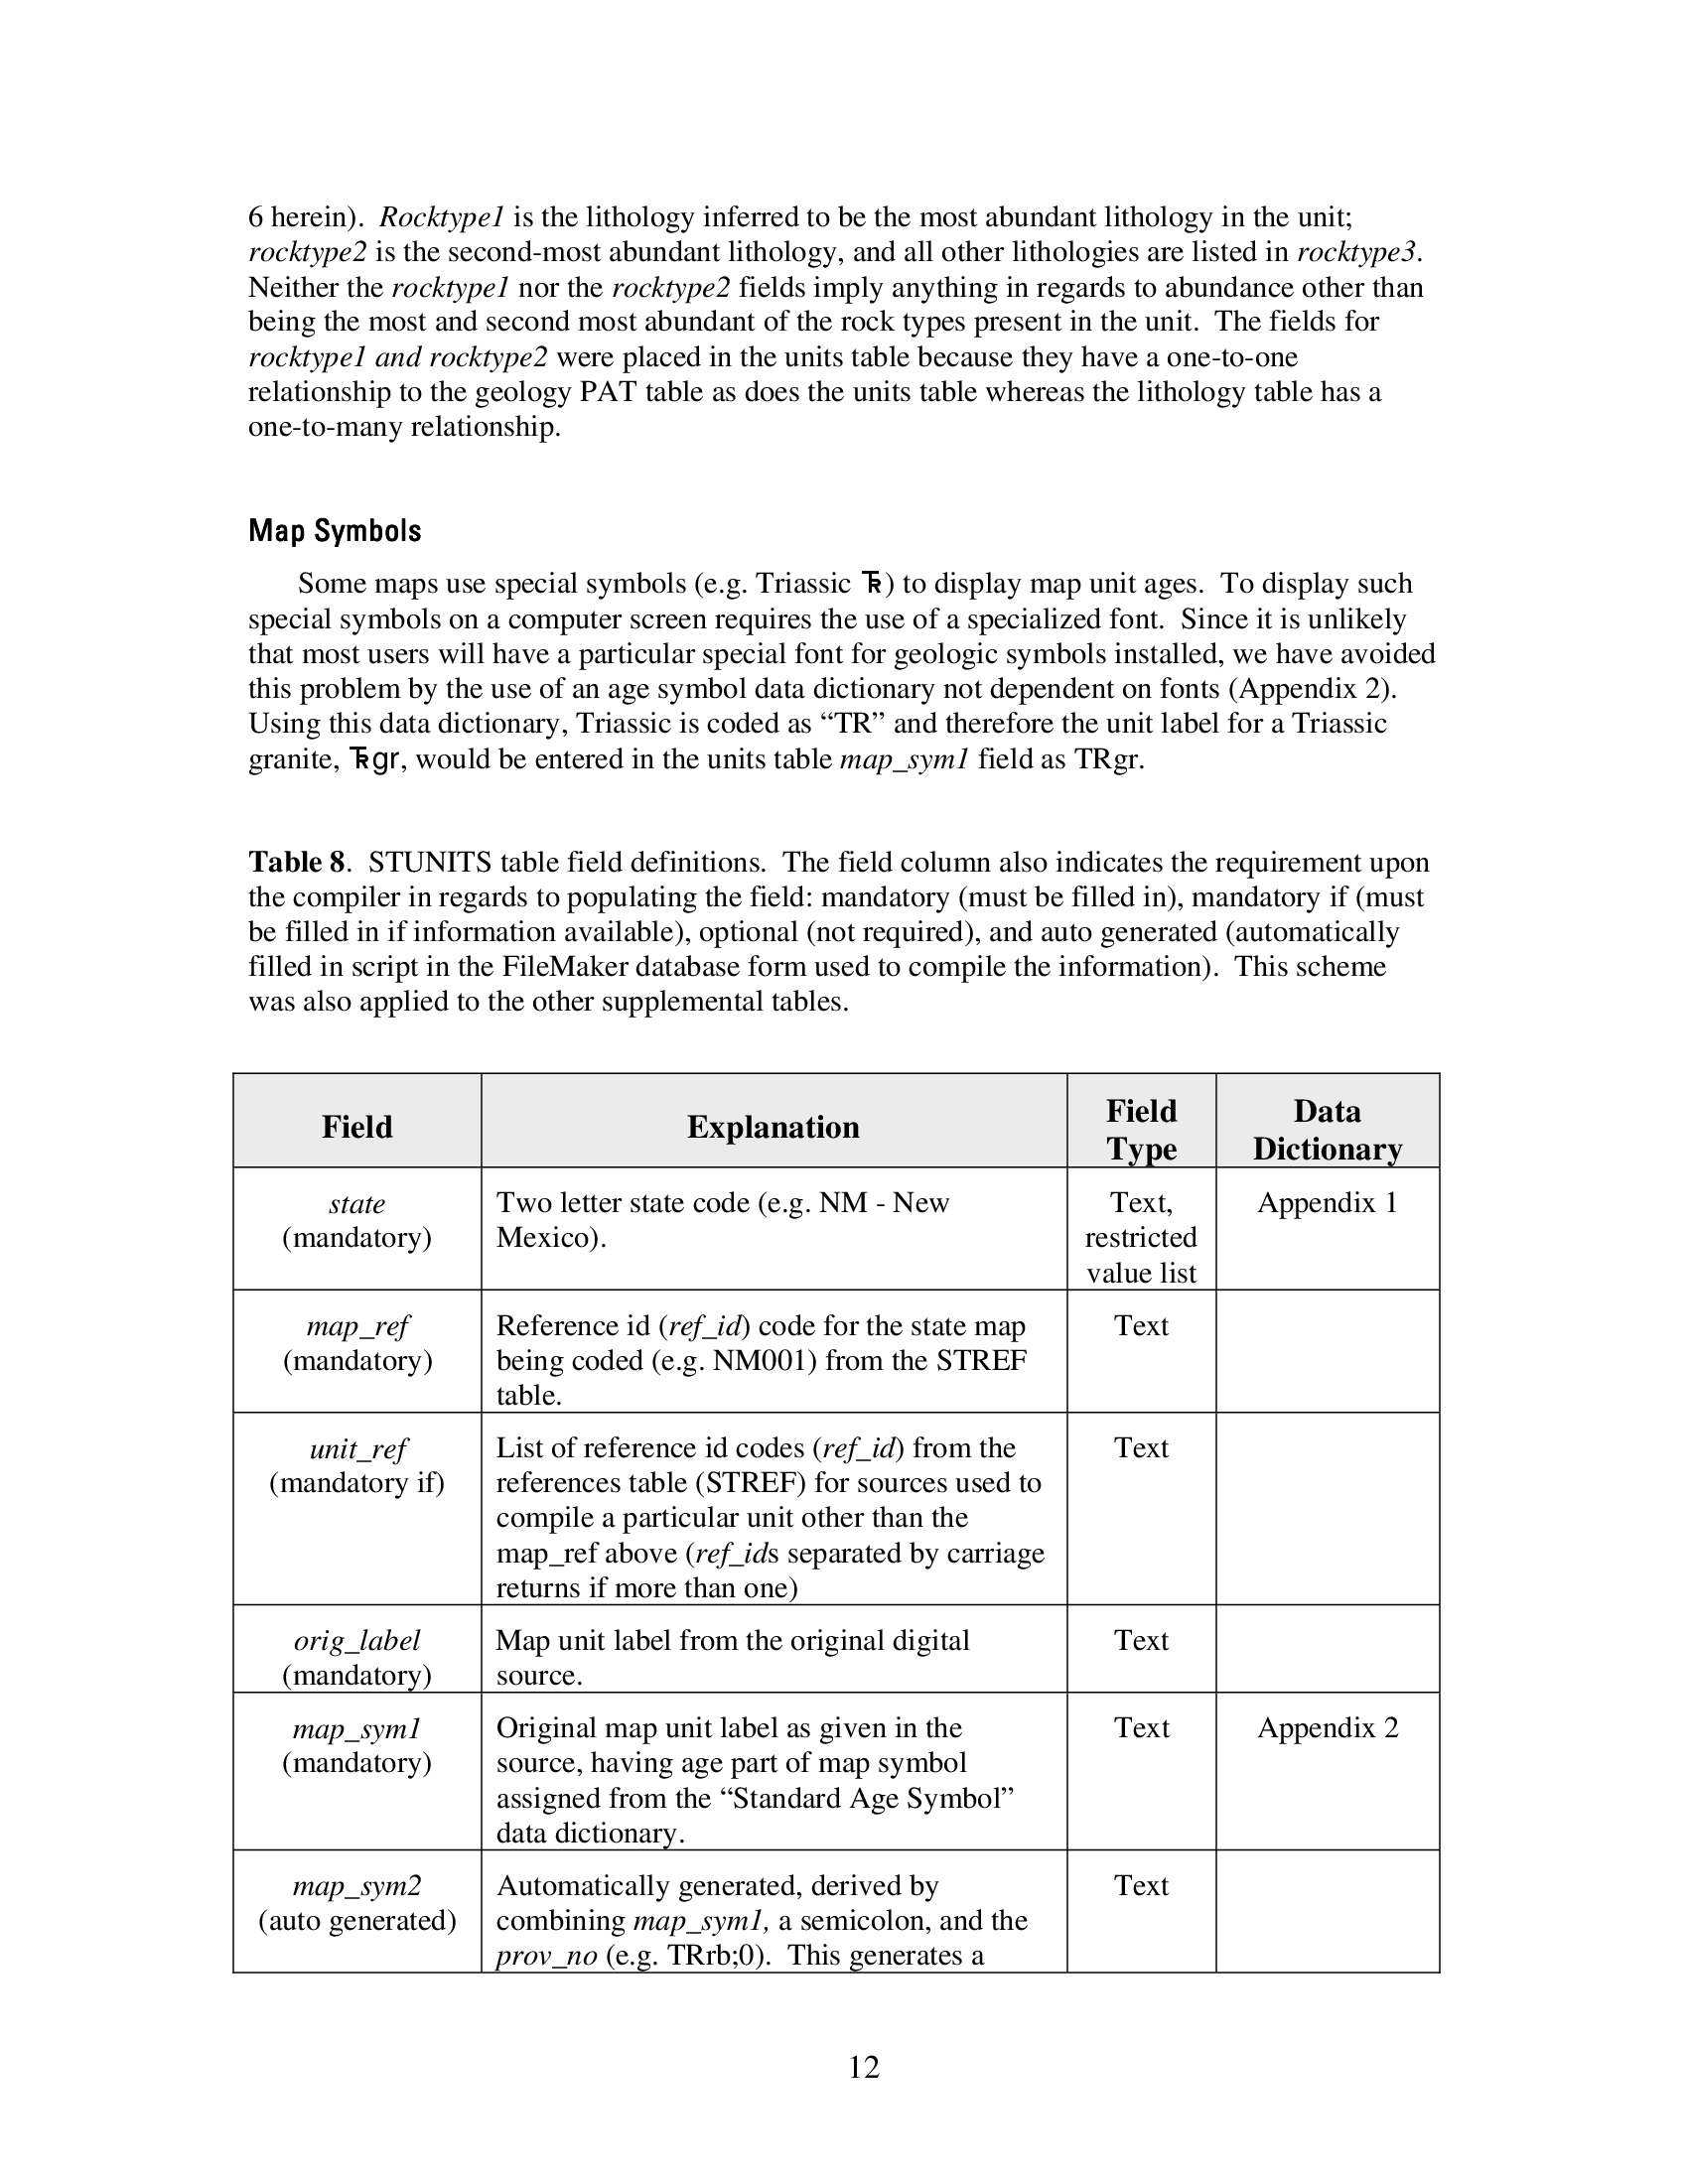 6 herein).  Rocktype1 is the lithology inferred to be the most abundant lithology in the unit;
rocktype2 is the second-most abundant lithology, and all other lithologies are listed in rocktype3.
Neither the rocktype1 nor the rocktype2 fields imply anything in regards to abundance other than
being the most and second most abundant of the rock types present in the unit.  The fields for
rocktype1 and rocktype2 were placed in the units table because they have a one-to-one
relationship to the geology PAT table as does the units table whereas the lithology table has a
one-to-many relationship.
Map Symbols
Some maps use special symbols (e.g. Triassic TR) to display map unit ages.  To display such
special symbols on a computer screen requires the use of a specialized font.  Since it is unlikely
that most users will have a particular special font for geologic symbols installed, we have avoided
this problem by the use of an age symbol data dictionary not dependent on fonts (Appendix 2).
Using this data dictionary, Triassic is coded as “TR” and therefore the unit label for a Triassic
granite, TRgr, would be entered in the units table map_sym1 field as TRgr.
Table 8.  STUNITS table field definitions.  The field column also indicates the requirement upon
the compiler in regards to populating the field: mandatory (must be filled in), mandatory if (must
be filled in if information available), optional (not required), and auto generated (automatically
filled in script in the FileMaker database form used to compile the information).  This scheme
was also applied to the other supplemental tables.
Field
Explanation
Field
Type
Data
Dictionary
state
(mandatory)
Two letter state code (e.g. NM - New
Mexico).
Text,
restricted
value list
Appendix 1
map_ref
(mandatory)
Reference id (ref_id) code for the state map
being coded (e.g. NM001) from the STREF
table.
Text
unit_ref
(mandatory if)
List of reference id codes (ref_id) from the
references table (STREF) for sources used to
compile a particular unit other than the
map_ref above (ref_ids separated by carriage
returns if more than one)
Text
orig_label
(mandatory)
Map unit label from the original digital
source.
Text
map_sym1
(mandatory)
Original map unit label as given in the
source, having age part of map symbol
assigned from the “Standard Age Symbol”
data dictionary.
Text
Appendix 2
map_sym2
(auto generated)
Automatically generated, derived by
combining map_sym1, a semicolon, and the
prov_no (e.g. TRrb;0).  This generates a
Text
12